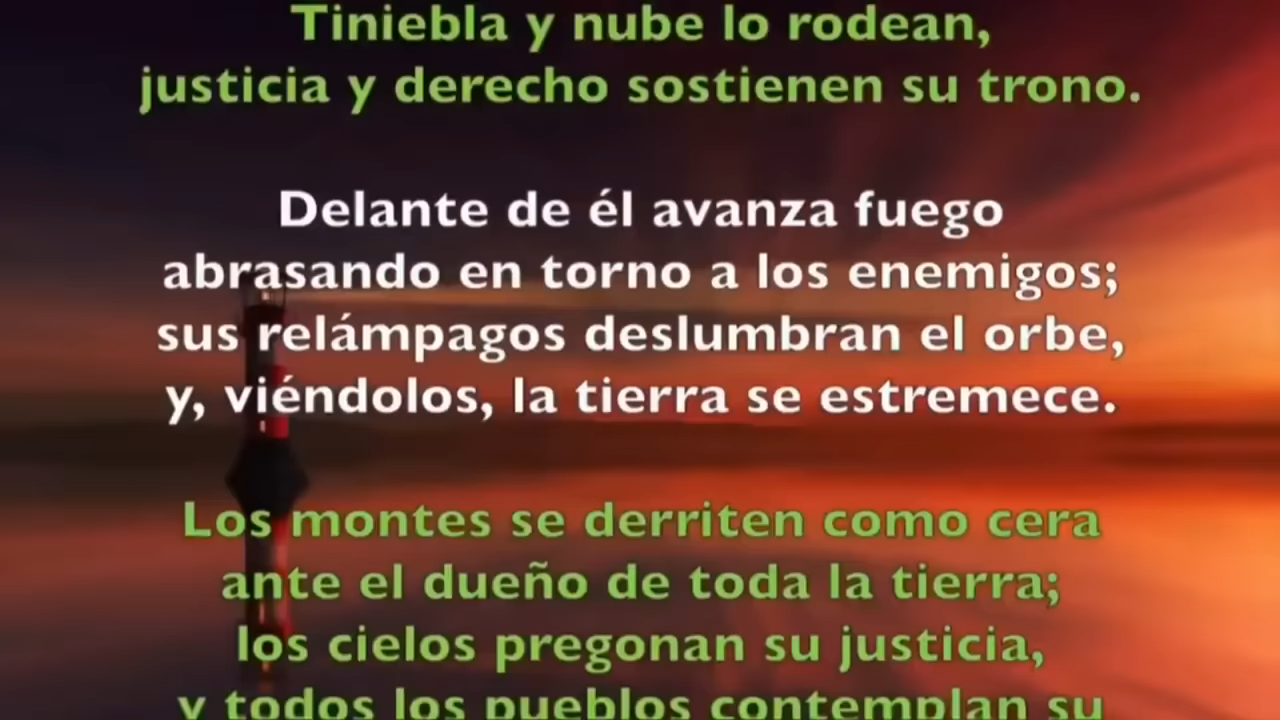 Tiniebla y nube lo rodean,
justicia y derecho sostienen su trono.
Delante de él avanza fuego
abrasando en torno a los enemigos;
sus relámpagos deslumbran el orbe,
y, viéndolos, la tierra se estremece.
Los montes se derriten como cera
ante el dueño de toda la tierra;
los cielos pregonan su justicia,
y todos los pueblos contemplan su